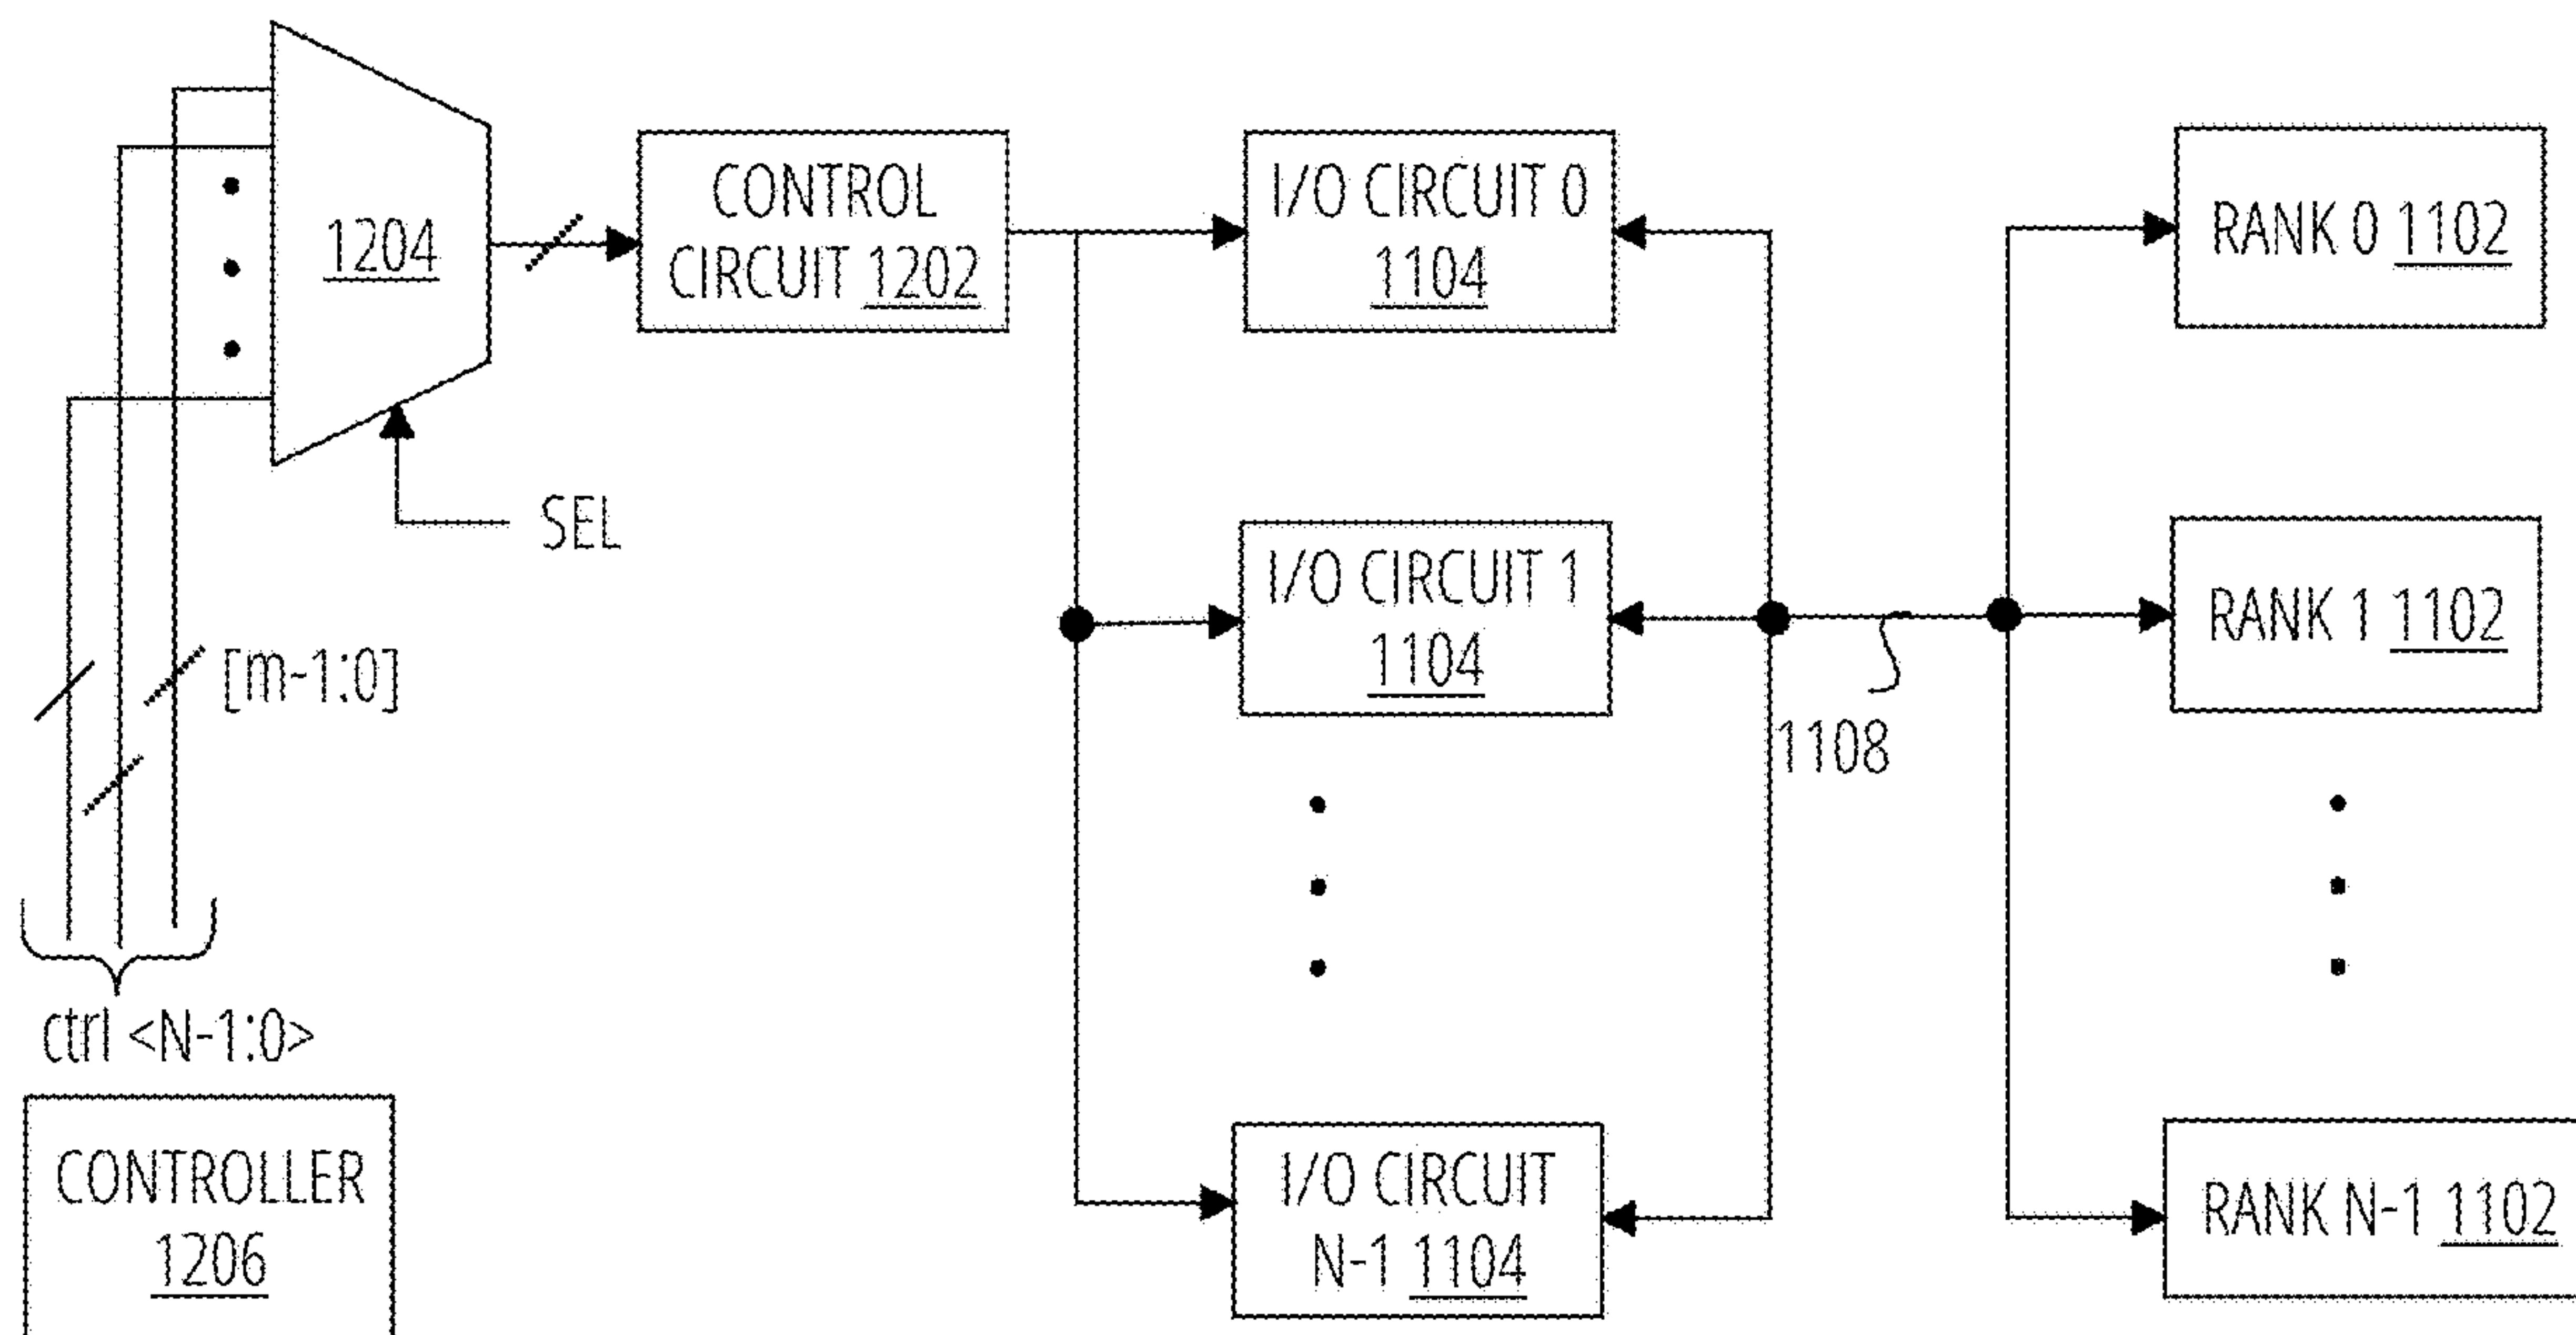 1204
CONTROL
CIRCUIT 1202
I/O CIRCUIT 0
1104
RANK 0 1102
SEL
I/O CIRCUIT 1
1104
RANK 1 1102
[m-1:0]
1108
ctrl <N-1:0>
CONTROLLER
1206
I/O CIRCUIT
N-1 1104
RANK N-1 1102